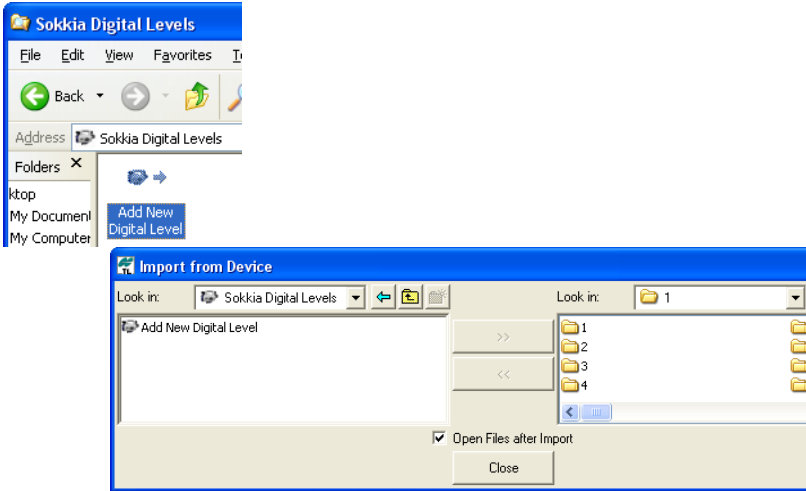 Sokkia Digital Levels
File Edit View Favorites
Back
Address Sokkia Digital Levels
Folders X
ktop
My Document
My Computer
Add New
Digital Level
TL Import from Device
Look in: Sokkia Digital Levels
Look in: 1
Add New Digital Level
>>
<<
1
2
3
4
Open Files after Import
Close